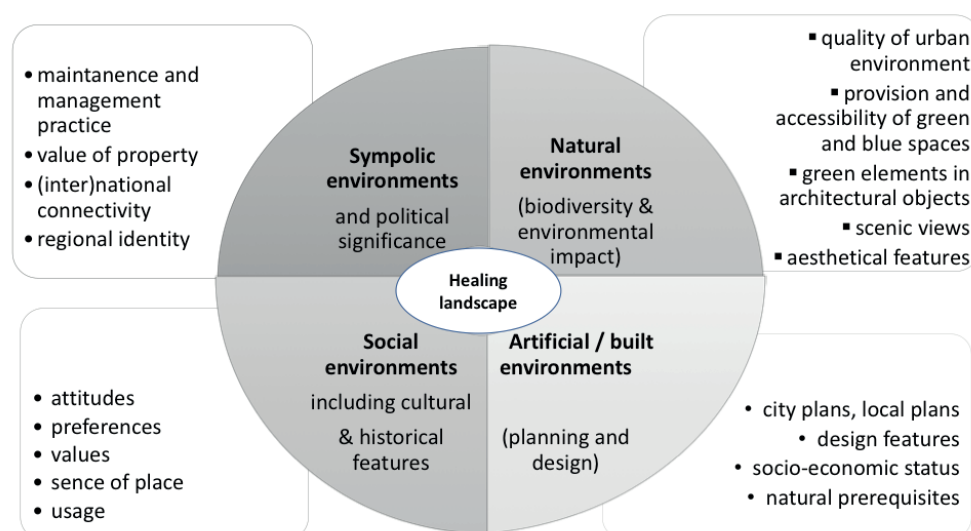 • maintanence and
management
practice
• value of property
• (inter)national
connectivity
• regional identity
▪ quality of urban
environment
▪ provision and
accessibility of green
and blue spaces
▪ green elements in
architectural objects
▪ scenic views
▪ aesthetical features
Sympolic
environments
and political
significance
Natural
environments
(biodiversity &
environmental
impact)
Healing
landscape
Social
environments
including cultural
& historical
features
Artificial / built
environments
(planning and
design)
• attitudes
• preferences
• values
• sence of place
• usage
• city plans, local plans
• design features
• socio-economic status
• natural prerequisites